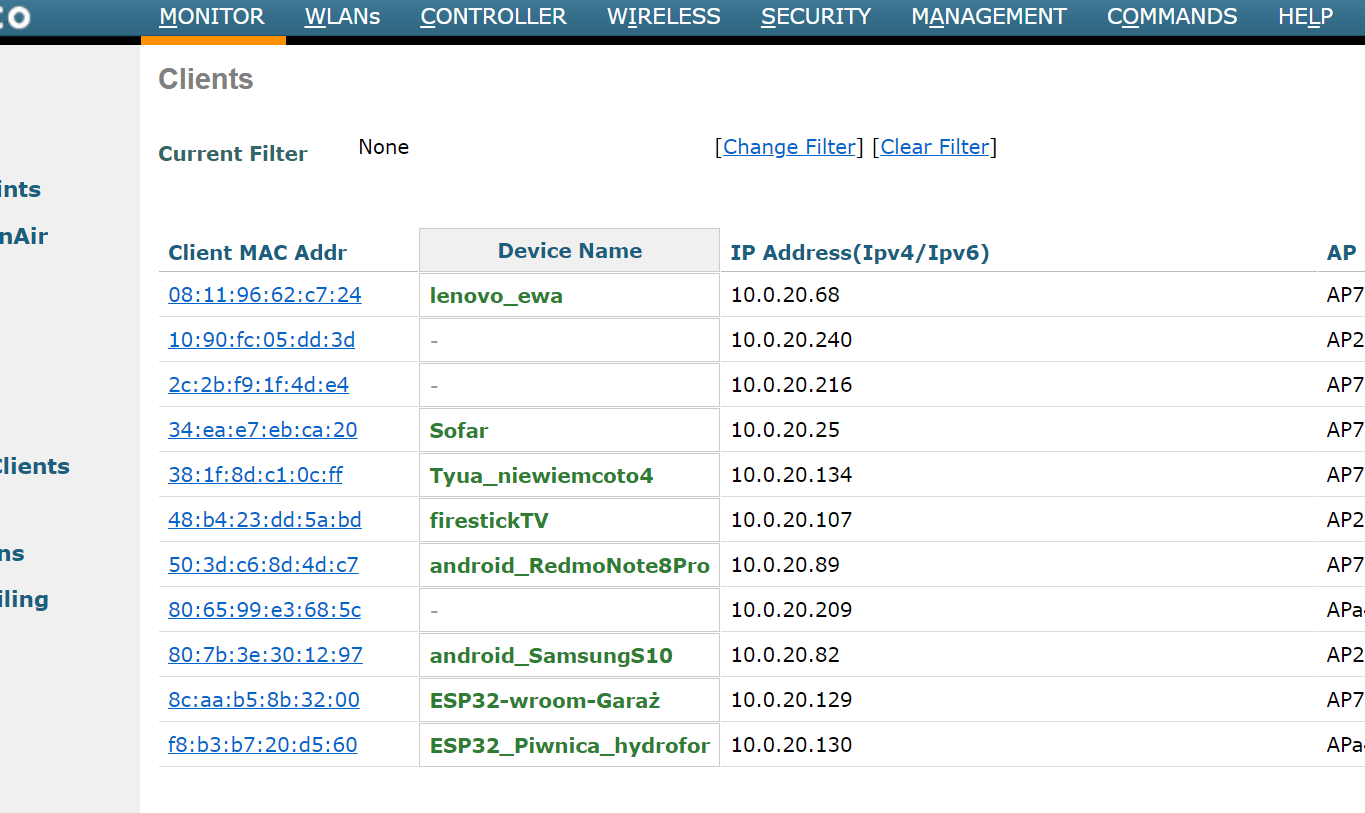 MONITOR WLANs CONTROLLER WIRELESS SECURITY MANAGEMENT COMMANDS HELP
Clients
Current Filter None [Change Filter] [Clear Filter]
ints
nAir
Clients
ns
iling
Client MAC Addr Device Name IP Address(Ipv4/Ipv6) AP
08:11:96:62:c7:24 lenovo_ewa 10.0.20.68 AP7
10:90:fc:05:dd:3d - 10.0.20.240 AP2
2c:2b:f9:1f:4d:e4 - 10.0.20.216 AP7
34:ea:e7:eb:ca:20 Sofar 10.0.20.25 AP7
38:1f:8d:c1:0c:ff Tyua_niewiemcoto4 10.0.20.134 AP7
48:b4:23:dd:5a:bd firestickTV 10.0.20.107 AP2
50:3d:c6:8d:4d:c7 android_RedmoNote8Pro 10.0.20.89 AP7
80:65:99:e3:68:5c - 10.0.20.209 APa4
80:7b:3e:30:12:97 android_SamsungS10 10.0.20.82 AP2
8c:aa:b5:8b:32:00 ESP32-wroom-Garaż 10.0.20.129 AP7
f8:b3:b7:20:d5:60 ESP32_Piwnica_hydrofor 10.0.20.130 APa4